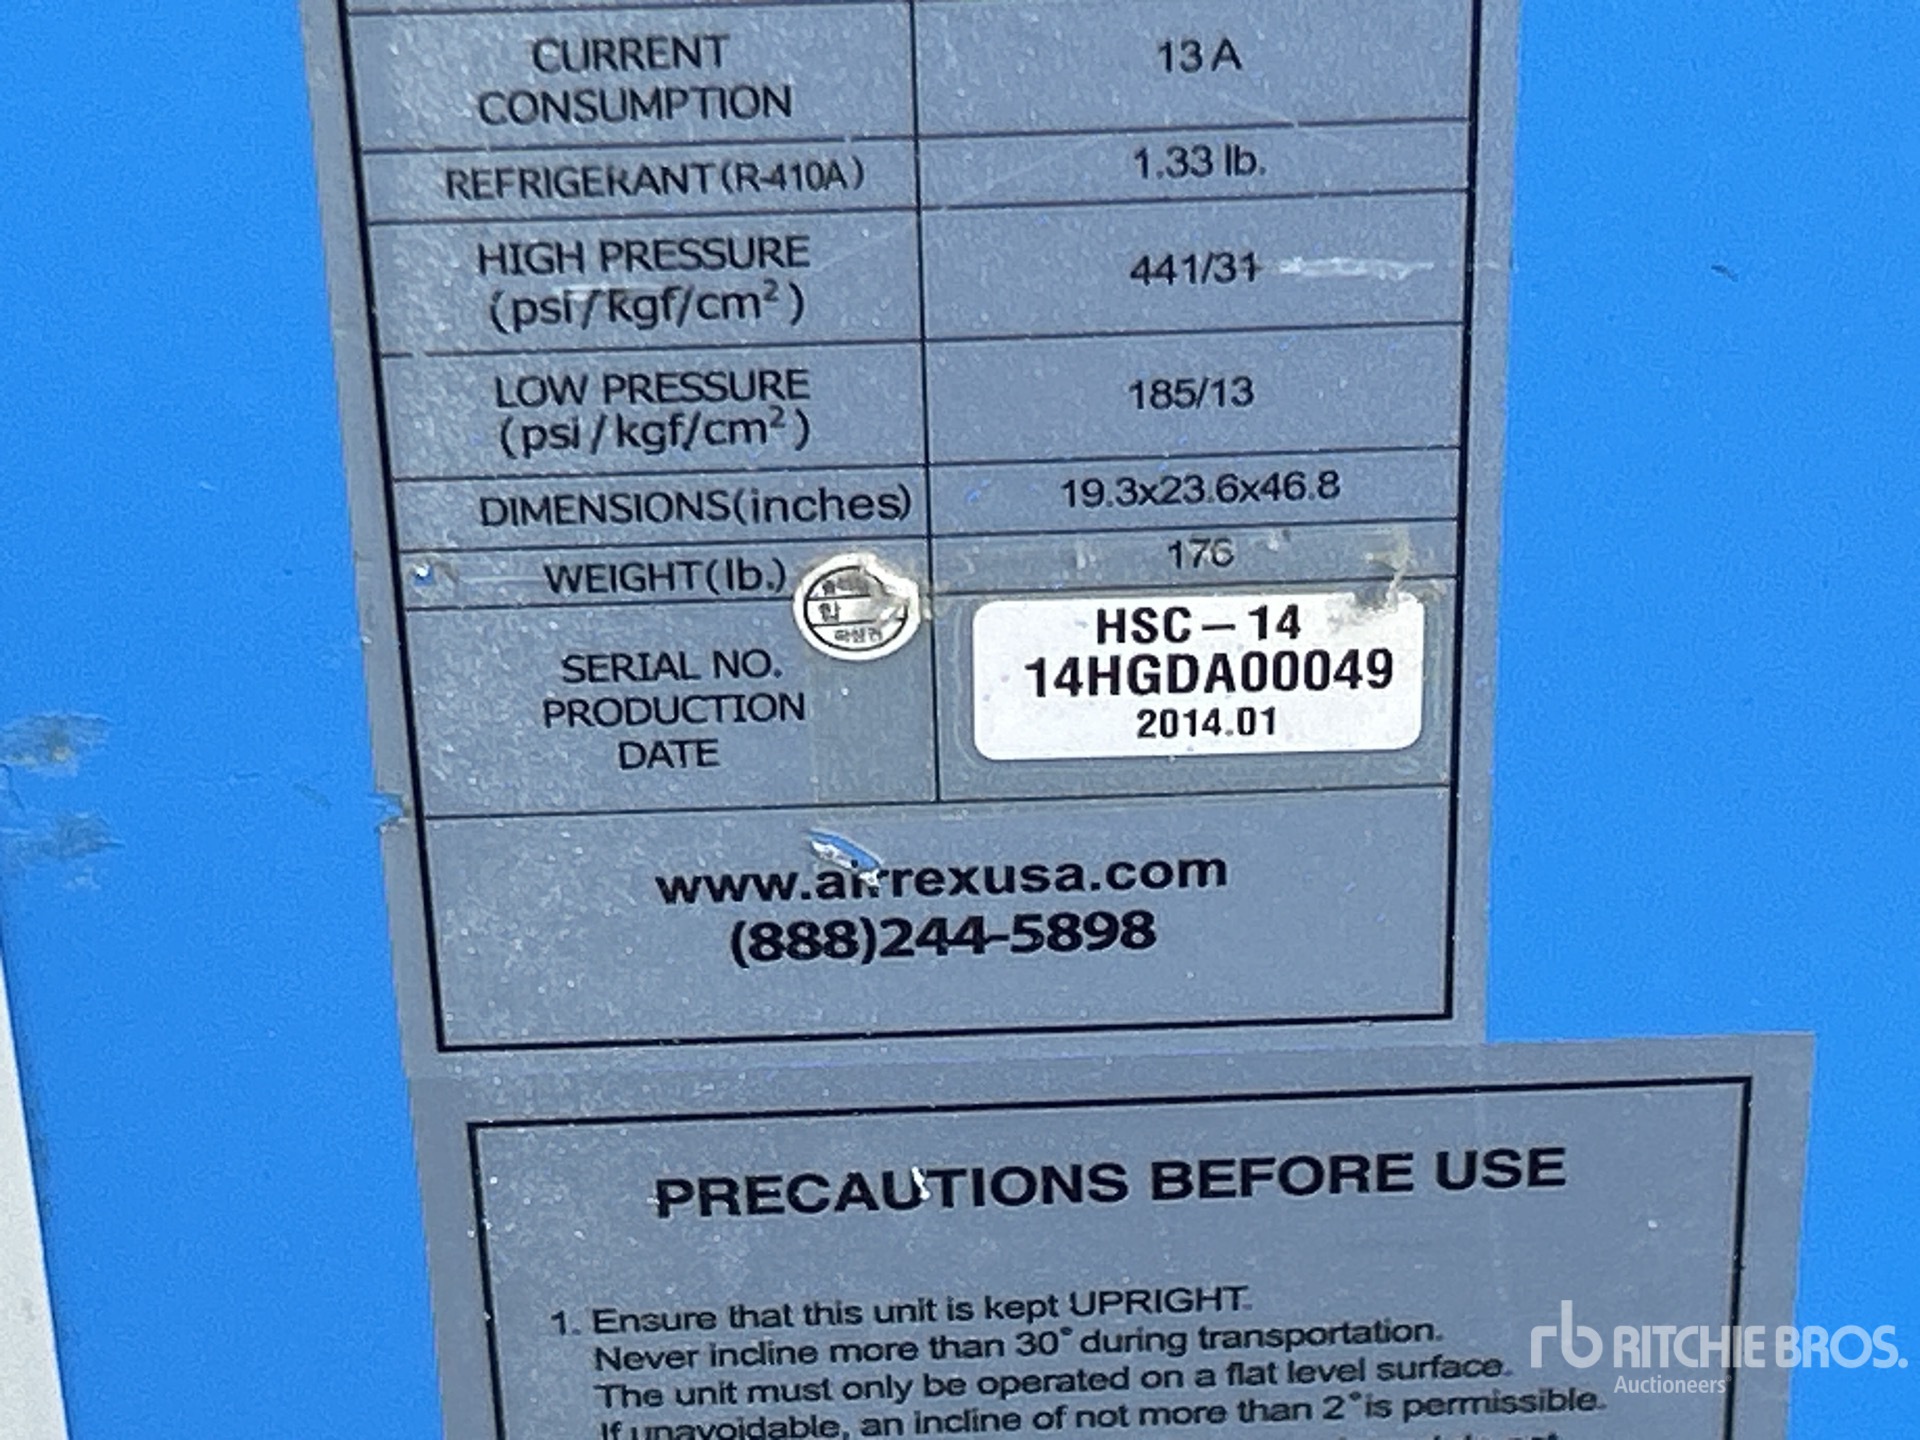 CURRENT
CONSUMPTION
13 A
REFRIGERANT(R-410A)
1.33 lb.
HIGH PRESSURE
(psi/kgf/cm²)
441/31
LOW PRESSURE
(psi/kgf/cm²)
185/13
DIMENSIONS(inches)
19.3x23.6x46.8
WEIGHT(lb.)
176
SERIAL NO.
PRODUCTION
DATE
HSC-14
14HGDA00049
2014.01
www.airrexusa.com
(888)244-5898
PRECAUTIONS BEFORE USE
1. Ensure that this unit is kept UPRIGHT.
Never incline more than 30° during transportation.
The unit must only be operated on a flat level surface.
If unavoidable, an incline of not more than 2° is permissible.
rb RITCHIE BROS.
Auctioneers